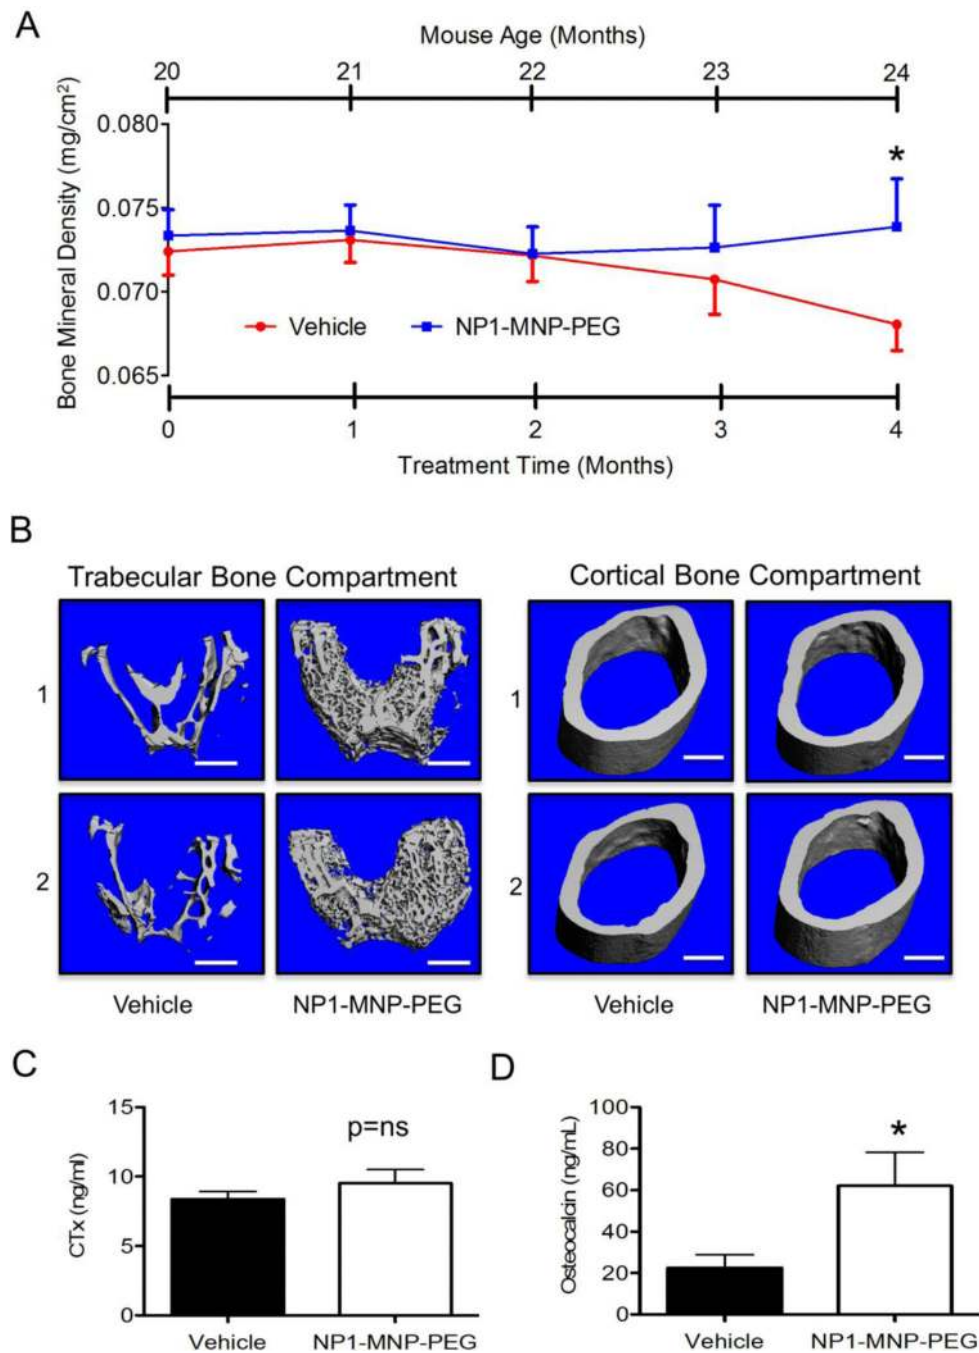 A
Mouse Age (Months)
20 21 22 23 24
Bone Mineral Density (mg/cm²)
0.080
*
0.075
0.070
Vehicle NP1-MNP-PEG
0.065
0 1 2 3 4
Treatment Time (Months)
B
Trabecular Bone Compartment Cortical Bone Compartment
1 1
2 2
Vehicle NP1-MNP-PEG Vehicle NP1-MNP-PEG
C
CTx (ng/ml)
15
10
5
0
p=ns
Vehicle NP1-MNP-PEG
D
Osteocalcin (ng/mL)
100
80
60
40
20
0
*
Vehicle NP1-MNP-PEG